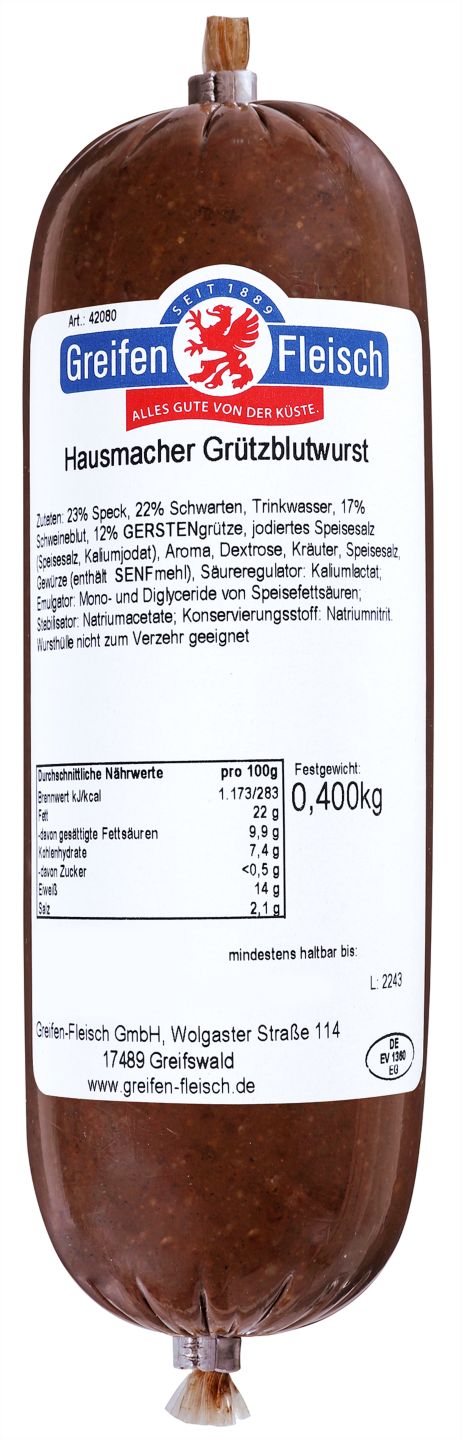 Art.: 42080
SEIT 1889
Greifen Fleisch
ALLES GUTE VON DER KÜSTE.
Hausmacher Grützblutwurst
Zutaten: 23% Speck, 22% Schwarten, Trinkwasser, 17%
Schweineblut, 12% GERSTENgrütze, jodiertes Speisesalz
(Speisesalz, Kaliumjodat), Aroma, Dextrose, Kräuter, Speisesalz,
Gewürze (enthält SENFmehl), Säureregulator: Kaliumlactat;
Emulgator: Mono- und Diglyceride von Speisefettsäuren;
Stabilisator: Natriumacetate; Konservierungsstoff: Natriumnitrit.
Wursthülle nicht zum Verzehr geeignet
Durchschnittliche Nährwerte pro 100g
Brennwert kJ/kcal 1.173/283
Fett 22 g
-davon gesättigte Fettsäuren 9,9 g
Kohlenhydrate 7,4 g
-davon Zucker <0,5 g
Eiweiß 14 g
Salz 2,1 g
Festgewicht:
0,400kg
mindestens haltbar bis:
L: 2243
Greifen-Fleisch GmbH, Wolgaster Straße 114
17489 Greifswald
www.greifen-fleisch.de
DE
EV 1360
EG